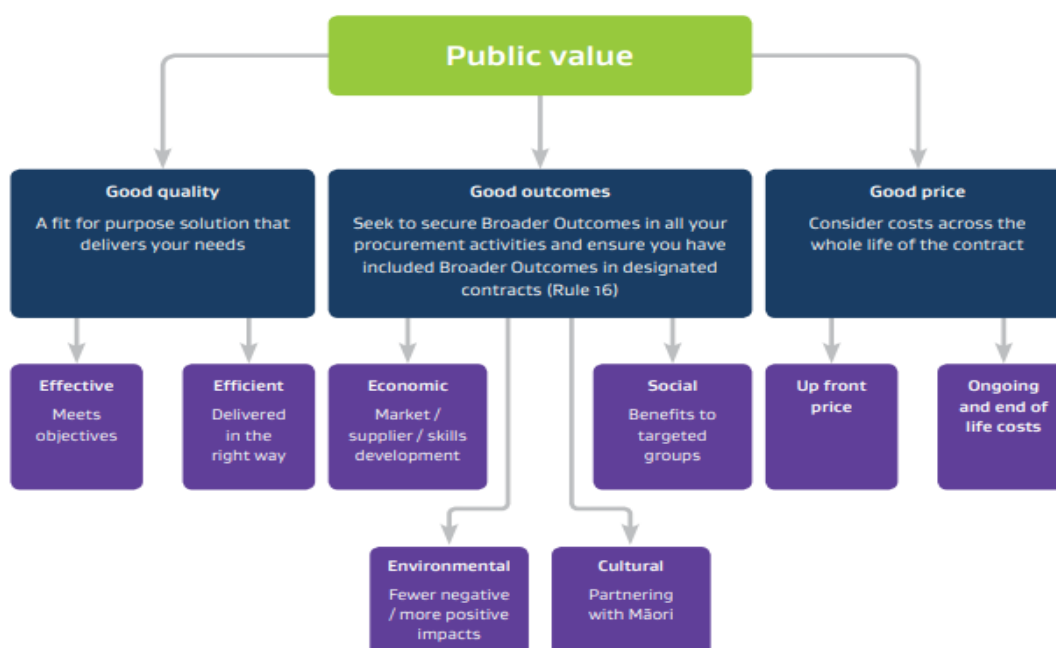 Public value
Good quality
A fit for purpose solution that
delivers your needs
Good outcomes
Seek to secure Broader Outcomes in all your
procurement activities and ensure you have
included Broader Outcomes in designated
contracts (Rule 16)
Good price
Consider costs across the
whole life of the contract
Effective
Meets
objectives
Efficient
Delivered
in the
right way
Economic
Market /
supplier / skills
development
Social
Benefits to
targeted
groups
Up front
price
Ongoing
and end of
life costs
Environmental
Fewer negative
/ more positive
impacts
Cultural
Partnering
with Māori